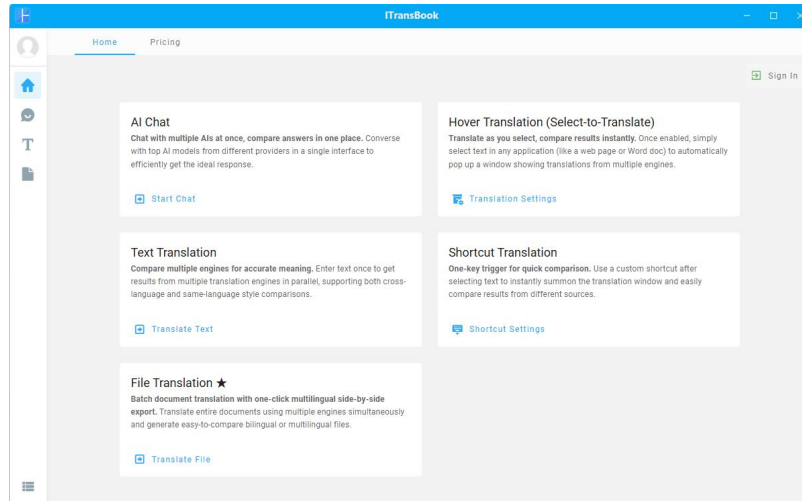 ITransBook
Home
Pricing
Sign In
AI Chat
Chat with multiple AIs at once, compare answers in one place. Converse
with top AI models from different providers in a single interface to
efficiently get the ideal response.
Start Chat
Hover Translation (Select-to-Translate)
Translate as you select, compare results instantly. Once enabled, simply
select text in any application (like a web page or Word doc) to automatically
pop up a window showing translations from multiple engines.
Translation Settings
Text Translation
Compare multiple engines for accurate meaning. Enter text once to get
results from multiple translation engines in parallel, supporting both cross-
language and same-language style comparisons.
Translate Text
Shortcut Translation
One-key trigger for quick comparison. Use a custom shortcut after
selecting text to instantly summon the translation window and easily
compare results from different sources.
Shortcut Settings
File Translation ★
Batch document translation with one-click multilingual side-by-side
export. Translate entire documents using multiple engines simultaneously
and generate easy-to-compare bilingual or multilingual files.
Translate File